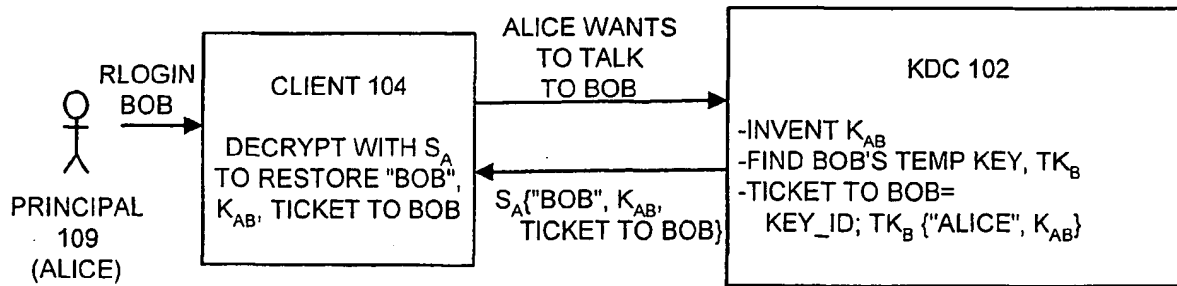 RLOGIN
BOB
PRINCIPAL
109
(ALICE)
CLIENT 104
DECRYPT WITH S_A
TO RESTORE "BOB",
K_AB, TICKET TO BOB
ALICE WANTS
TO TALK
TO BOB
S_A{"BOB", K_AB,
TICKET TO BOB}
KDC 102
-INVENT K_AB
-FIND BOB'S TEMP KEY, TK_B
-TICKET TO BOB=
KEY_ID; TK_B {"ALICE", K_AB}